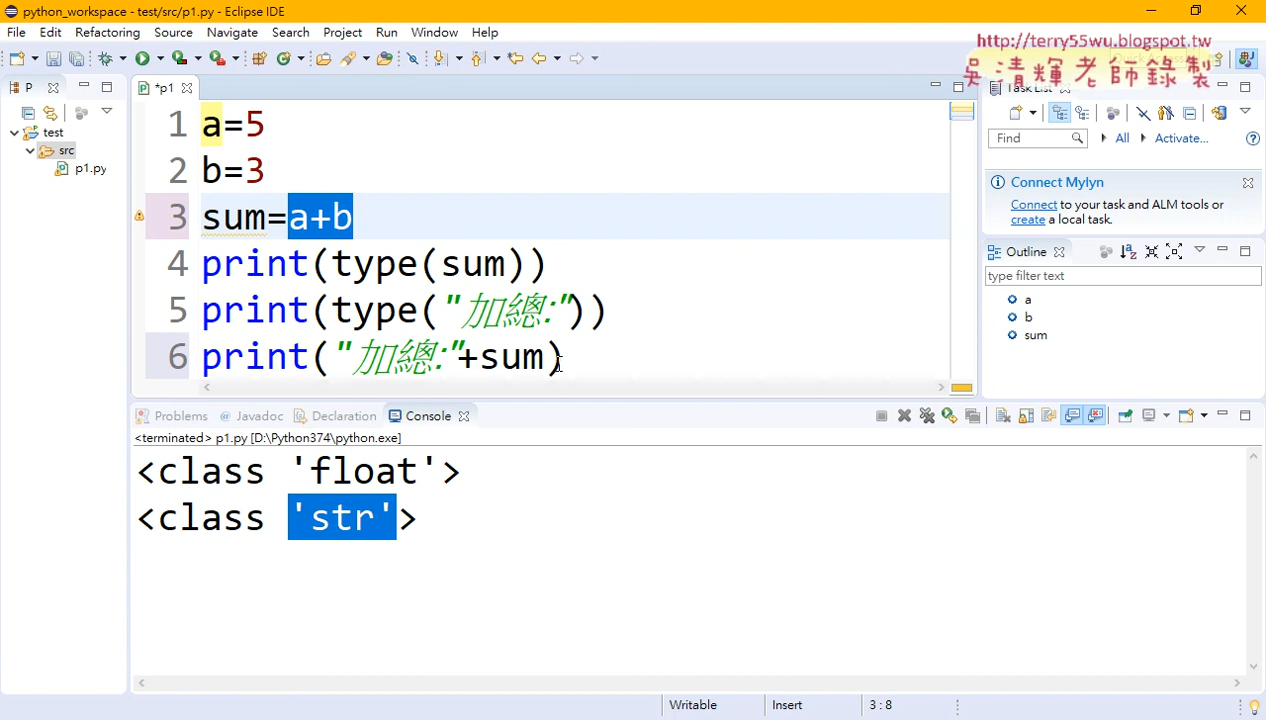 python_workspace - test/src/p1.py - Eclipse IDE
File Edit Refactoring Source Navigate Search Project Run Window Help
http://terry55wu.blogspot.tw
吳清輝老師錄製
P
*p1
Task List
test
src
p1.py
1 a=5
2 b=3
3 sum=a+b
4 print(type(sum))
5 print(type("加總:"))
6 print("加總:"+sum)
Find All Activate...
Connect Mylyn
Connect to your task and ALM tools or
create a local task.
Outline
type filter text
a
b
sum
Problems @ Javadoc Declaration Console
<terminated> p1.py [D:\Python374\python.exe]
<class 'float'>
<class 'str'>
Writable Insert 3 : 8